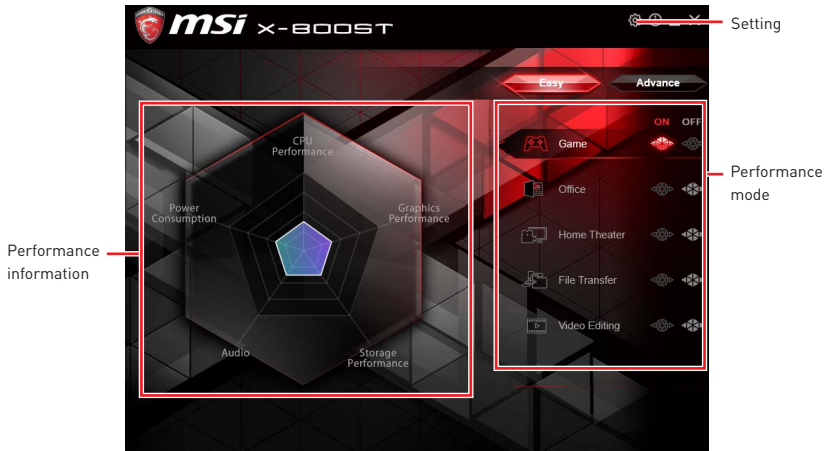 msi X-BOOST
Setting
Easy
Advance
ON OFF
Game
Office
Home Theater
File Transfer
Video Editing
Performance
mode
CPU
Performance
Graphics
Performance
Storage
Performance
Audio
Power
Consumption
Performance
information